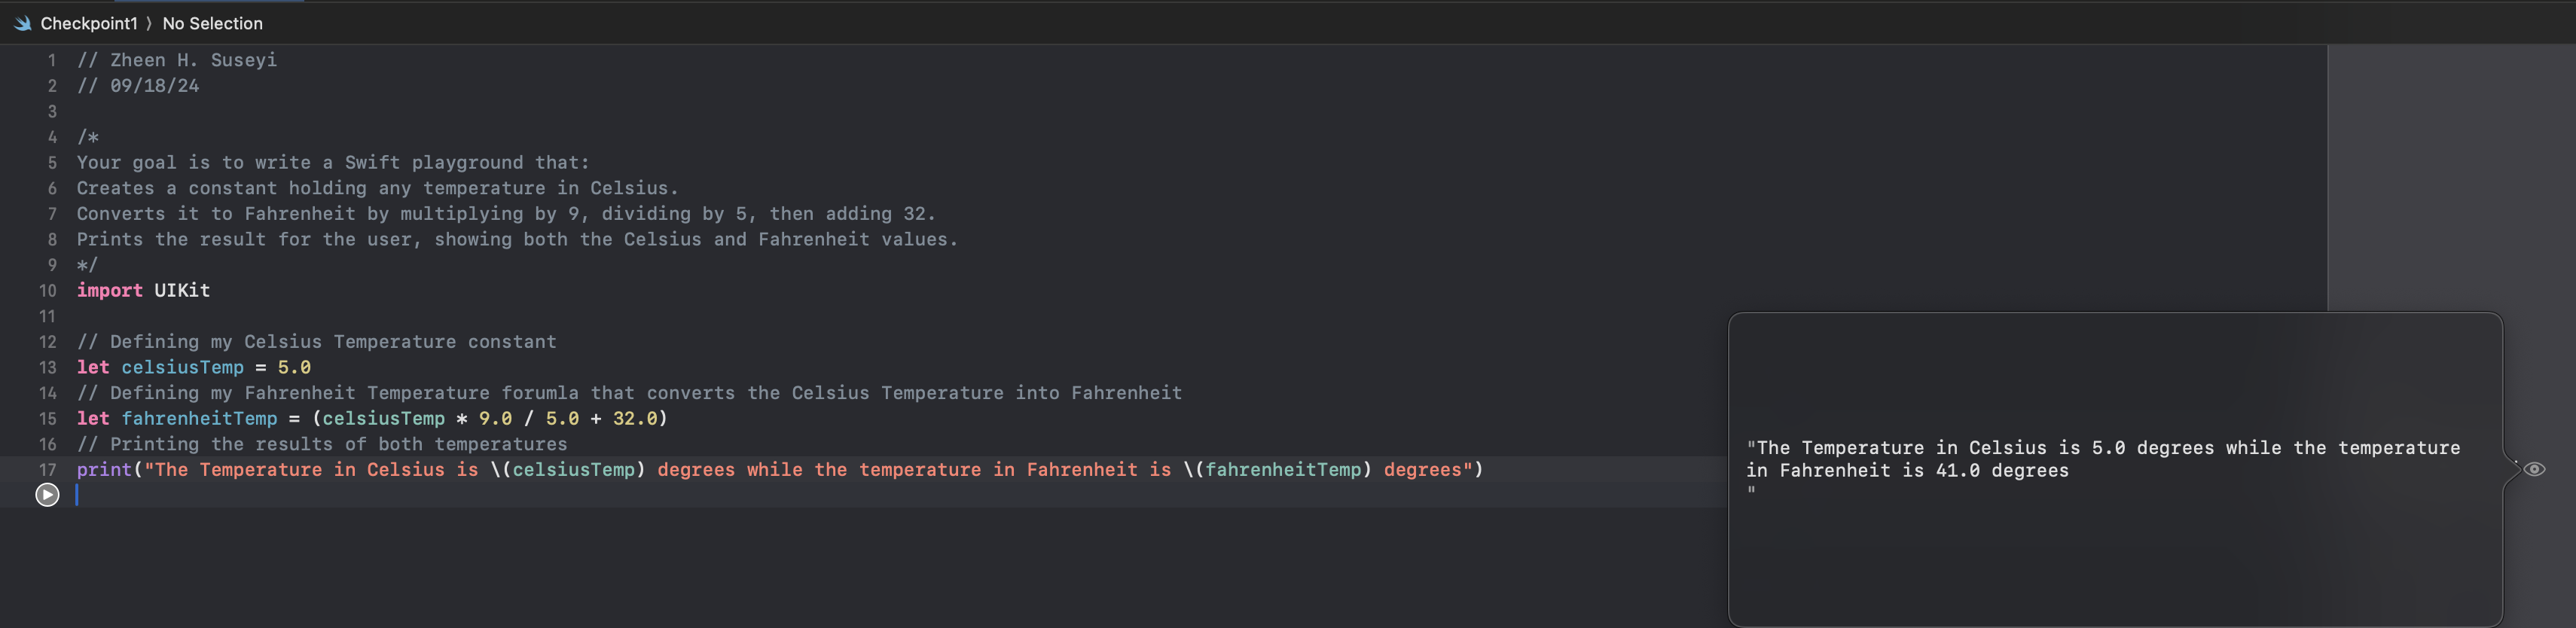 Checkpoint1 〉 No Selection
1 // Zheen H. Suseyi
2 // 09/18/24
3
4 /*
5 Your goal is to write a Swift playground that:
6 Creates a constant holding any temperature in Celsius.
7 Converts it to Fahrenheit by multiplying by 9, dividing by 5, then adding 32.
8 Prints the result for the user, showing both the Celsius and Fahrenheit values.
9 */
10 import UIKit
11
12 // Defining my Celsius Temperature constant
13 let celsiusTemp = 5.0
14 // Defining my Fahrenheit Temperature forumla that converts the Celsius Temperature into Fahrenheit
15 let fahrenheitTemp = (celsiusTemp * 9.0 / 5.0 + 32.0)
16 // Printing the results of both temperatures
17 print("The Temperature in Celsius is \(celsiusTemp) degrees while the temperature in Fahrenheit is \(fahrenheitTemp) degrees")
"The Temperature in Celsius is 5.0 degrees while the temperature
in Fahrenheit is 41.0 degrees
"